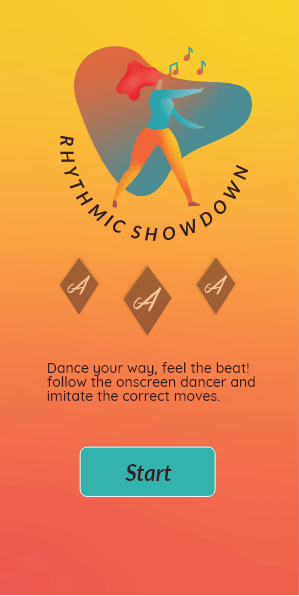 RHYTHMIC SHOWDOWN
A A A
Dance your way, feel the beat!
follow the onscreen dancer and
imitate the correct moves.
Start